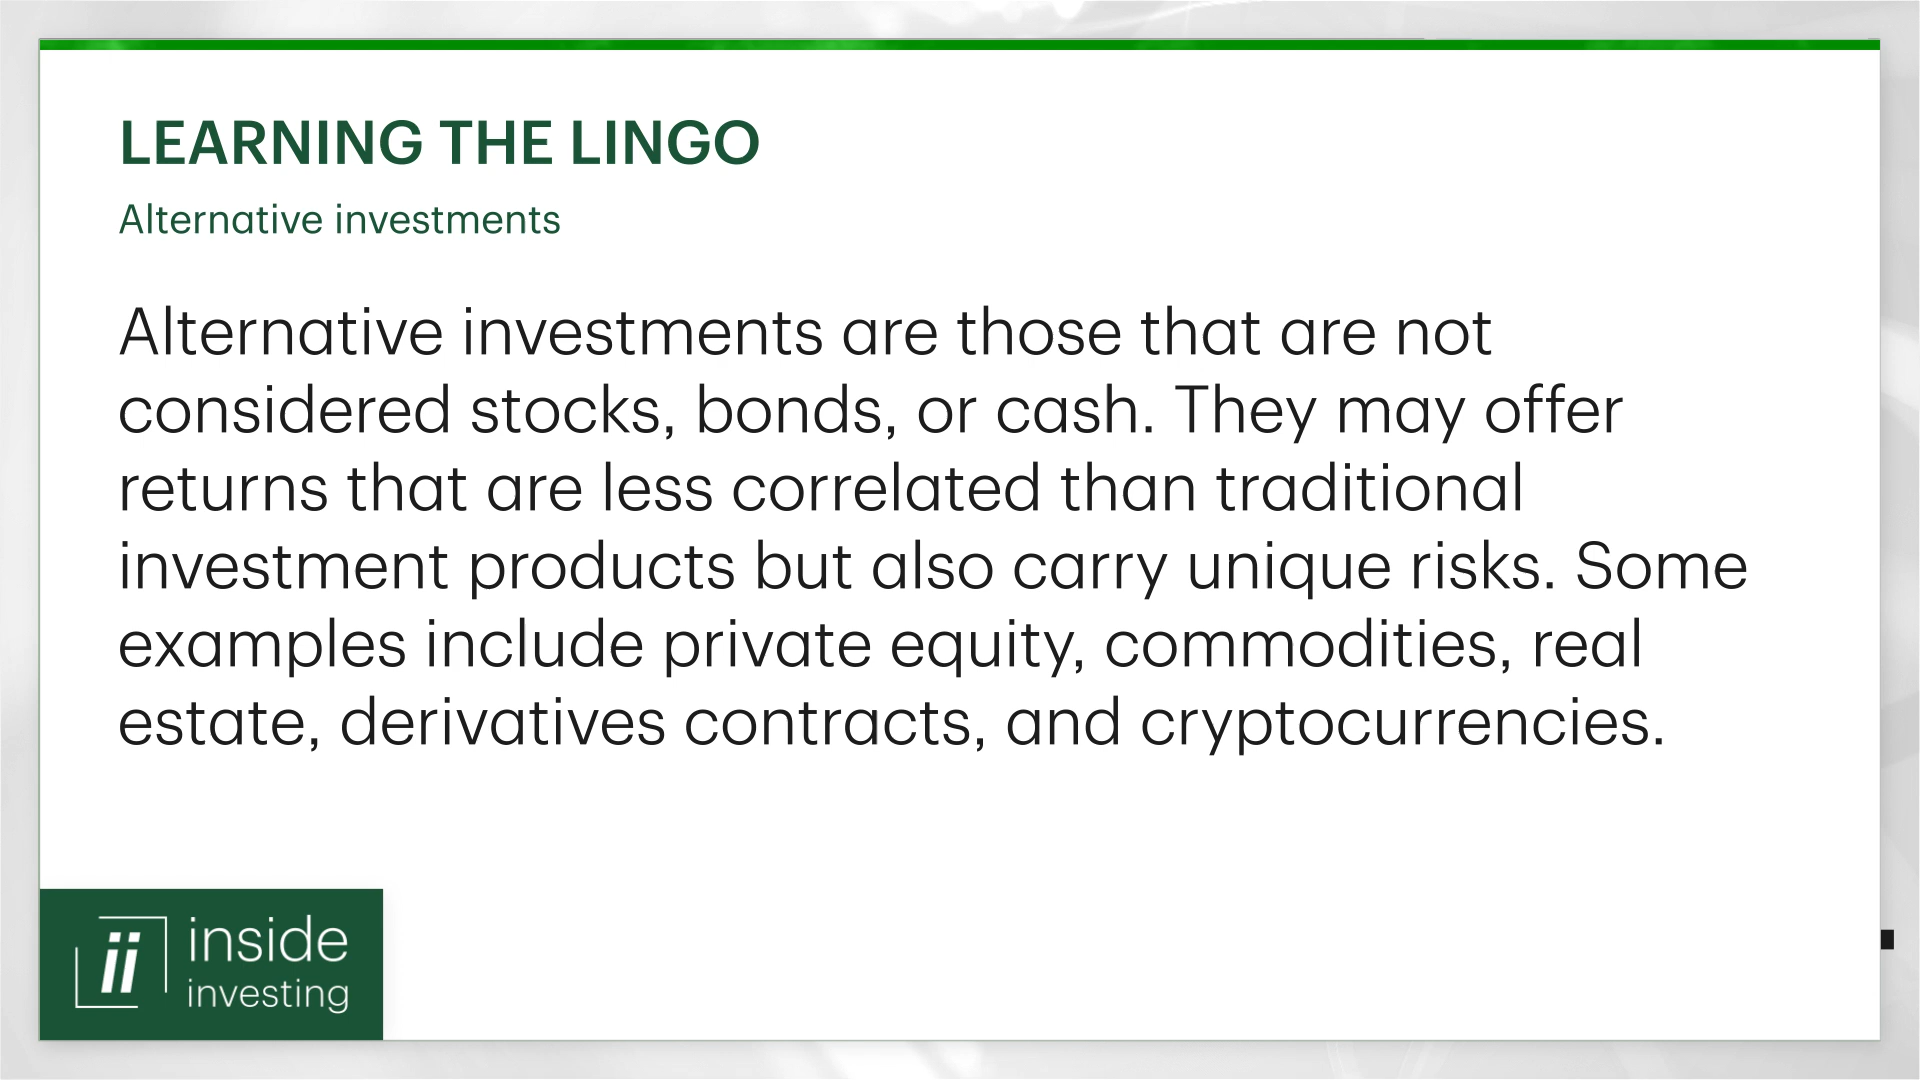 LEARNING THE LINGO
Alternative investments
Alternative investments are those that are not
considered stocks, bonds, or cash. They may offer
returns that are less correlated than traditional
investment products but also carry unique risks. Some
examples include private equity, commodities, real
estate, derivatives contracts, and cryptocurrencies.
ii inside
investing